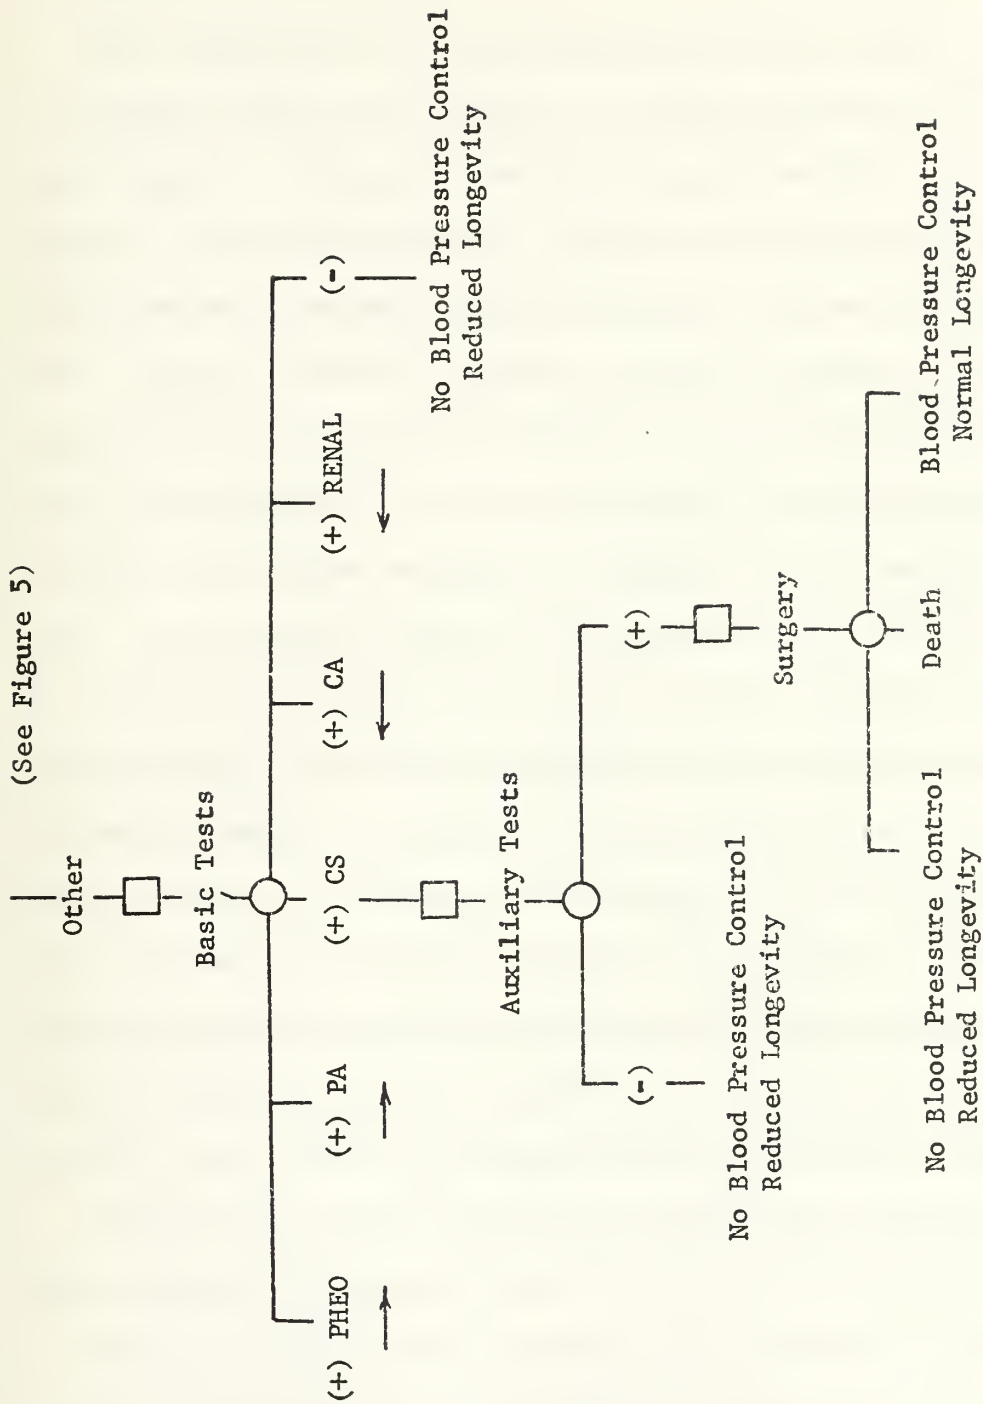 (See Figure 5)
Other
Basic Tests
(+) PHEO
(+) PA
(+) CS
(+) CA
(+) RENAL
(-)
No Blood Pressure Control
Reduced Longevity
Auxiliary Tests
(-)
No Blood Pressure Control
Reduced Longevity
(+)
Surgery
No Blood Pressure Control
Reduced Longevity
Death
Blood Pressure Control
Normal Longevity